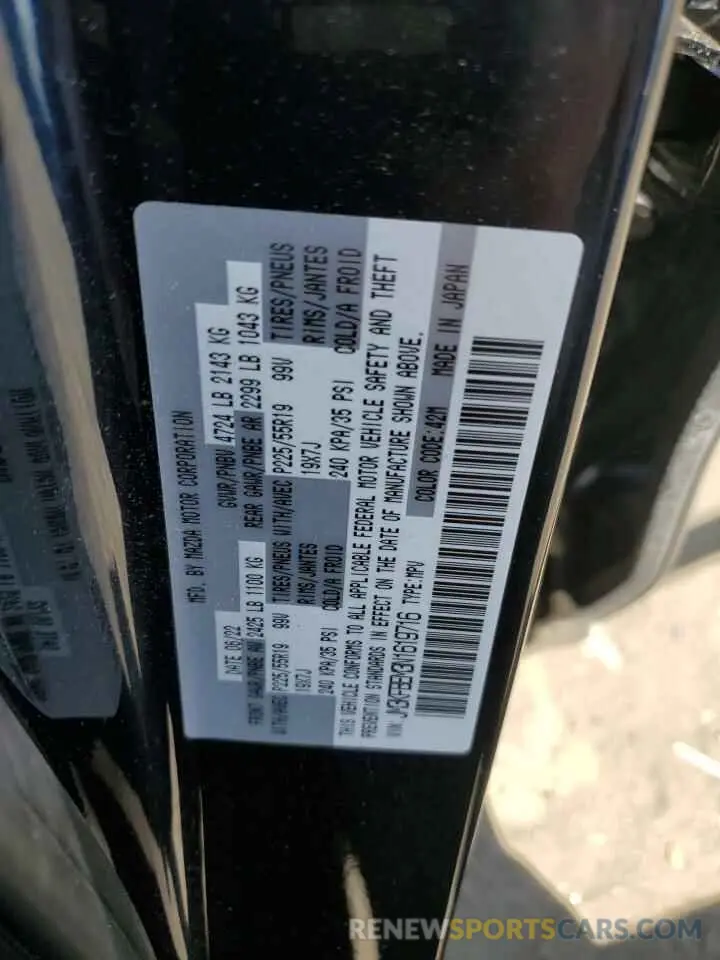 MFD. BY MAZDA MOTOR CORPORATION
DATE 06/22 GVWR/PNBV 4724 LB 2143 KG
FRONT GAWR/PNBE AV 2425 LB 1100 KG REAR GAWR/PNBE AR 2299 LB 1043 KG
WITH/AVEC P225/55R19 99V TIRES/PNEUS WITH/AVEC P225/55R19 99V TIRES/PNEUS
19X7J RIMS/JANTES 19X7J RIMS/JANTES
240 KPA/35 PSI COLD/A FROID 240 KPA/35 PSI COLD/A FROID
THIS VEHICLE CONFORMS TO ALL APPLICABLE FEDERAL MOTOR VEHICLE SAFETY AND THEFT
PREVENTION STANDARDS IN EFFECT ON THE DATE OF MANUFACTURE SHOWN ABOVE.
VIN: TYPE:MPV COLOR CODE:42M MADE IN JAPAN
RENEWSPORTSCARS.COM